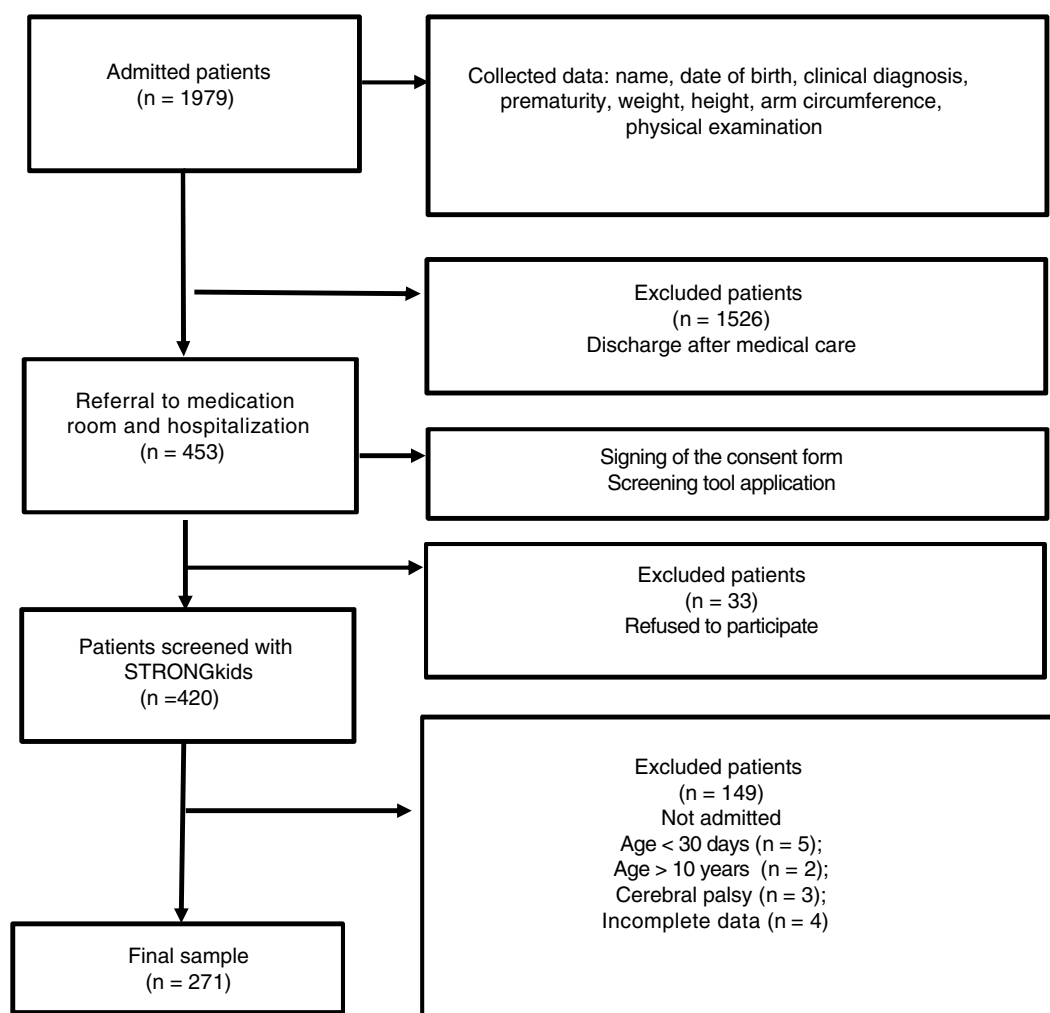 Admitted patients
(n = 1979)
Collected data: name, date of birth, clinical diagnosis,
prematurity, weight, height, arm circumference,
physical examination
Excluded patients
(n = 1526)
Discharge after medical care
Referral to medication
room and hospitalization
(n = 453)
Signing of the consent form
Screening tool application
Excluded patients
(n = 33)
Refused to participate
Patients screened with
STRONGkids
(n =420)
Excluded patients
(n = 149)
Not admitted
Age < 30 days (n = 5);
Age > 10 years (n = 2);
Cerebral palsy (n = 3);
Incomplete data (n = 4)
Final sample
(n = 271)